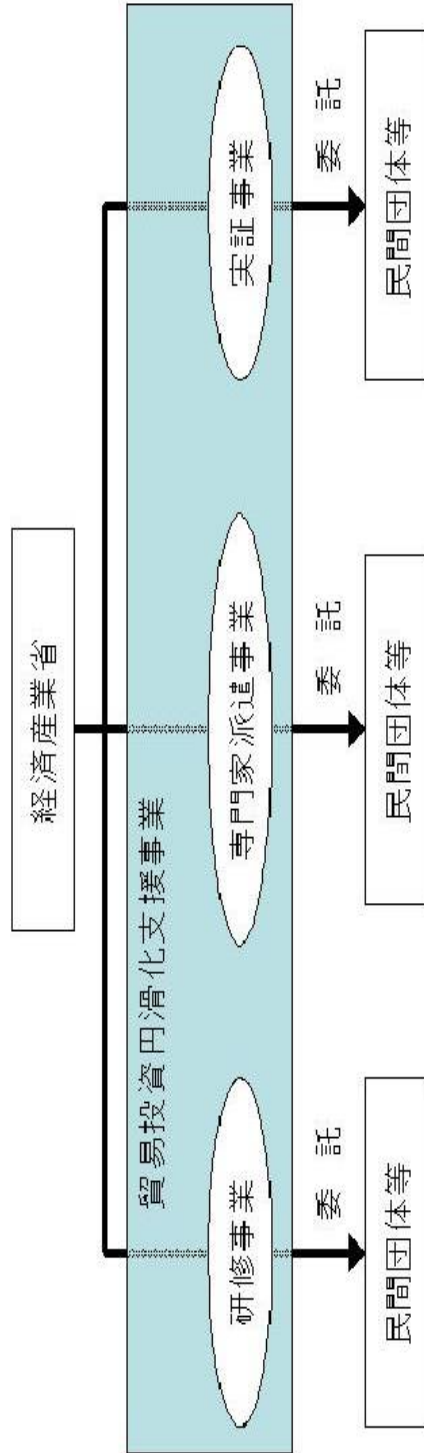 経済産業省
貿易投資円滑化支援事業
研修事業
専門家派遣事業
実証事業
委託
委託
委託
民間団体等
民間団体等
民間団体等